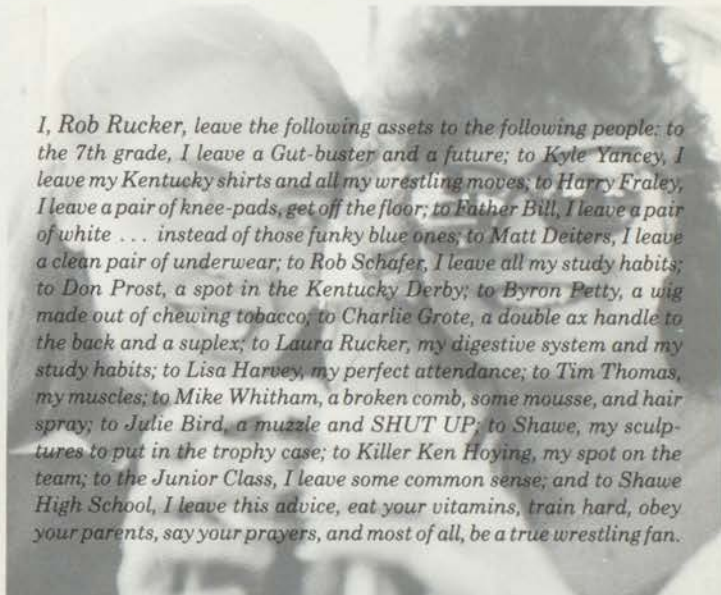 I, Rob Rucker, leave the following assets to the following people: to
the 7th grade, I leave a Gut-buster and a future; to Kyle Yancey, I
leave my Kentucky shirts and all my wrestling moves; to Harry Fraley,
I leave a pair of knee-pads, get off the floor; to Father Bill, I leave a pair
of white ... instead of those funky blue ones; to Matt Deiters, I leave
a clean pair of underwear; to Rob Schafer, I leave all my study habits;
to Don Prost, a spot in the Kentucky Derby; to Byron Petty, a wig
made out of chewing tobacco; to Charlie Grote, a double ax handle to
the back and a suplex; to Laura Rucker, my digestive system and my
study habits; to Lisa Harvey, my perfect attendance; to Tim Thomas,
my muscles; to Mike Whitham, a broken comb, some mousse, and hair
spray; to Julie Bird, a muzzle and SHUT UP; to Shawe, my sculp-
tures to put in the trophy case; to Killer Ken Hoying, my spot on the
team; to the Junior Class, I leave some common sense; and to Shawe
High School, I leave this advice, eat your vitamins, train hard, obey
your parents, say your prayers, and most of all, be a true wrestling fan.